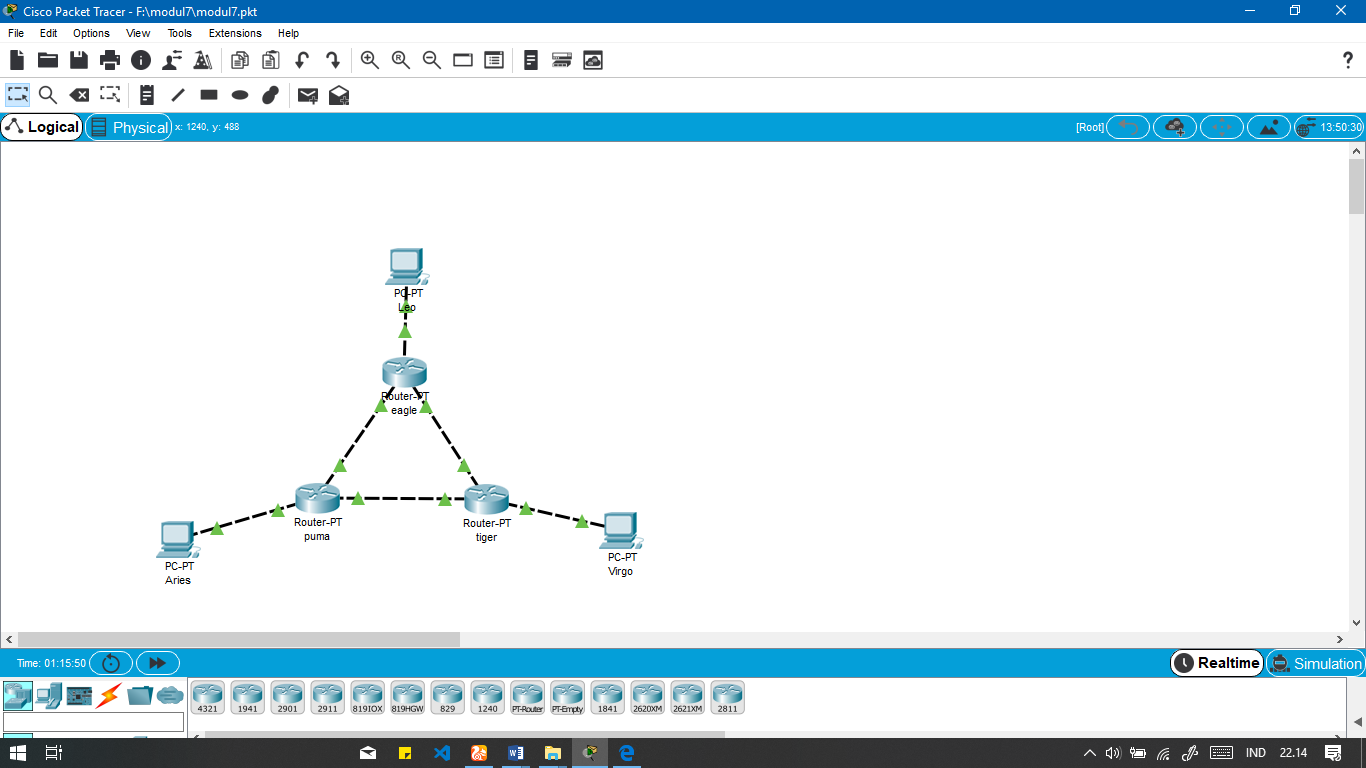 Cisco Packet Tracer - F:\modul7\modul7.pkt
File Edit Options View Tools Extensions Help
Logical Physical x: 1240, y: 488 [Root] 13:50:30
PC-PT
Leo
Router-PT
eagle
Router-PT
puma
Router-PT
tiger
PC-PT
Aries
PC-PT
Virgo
Time: 01:15:50 Realtime Simulation
4321 1941 2901 2911 819IOX 819HGW 829 1240 PT-Router PT-Empty 1841 2620XM 2621XM 2811
IND 22.14